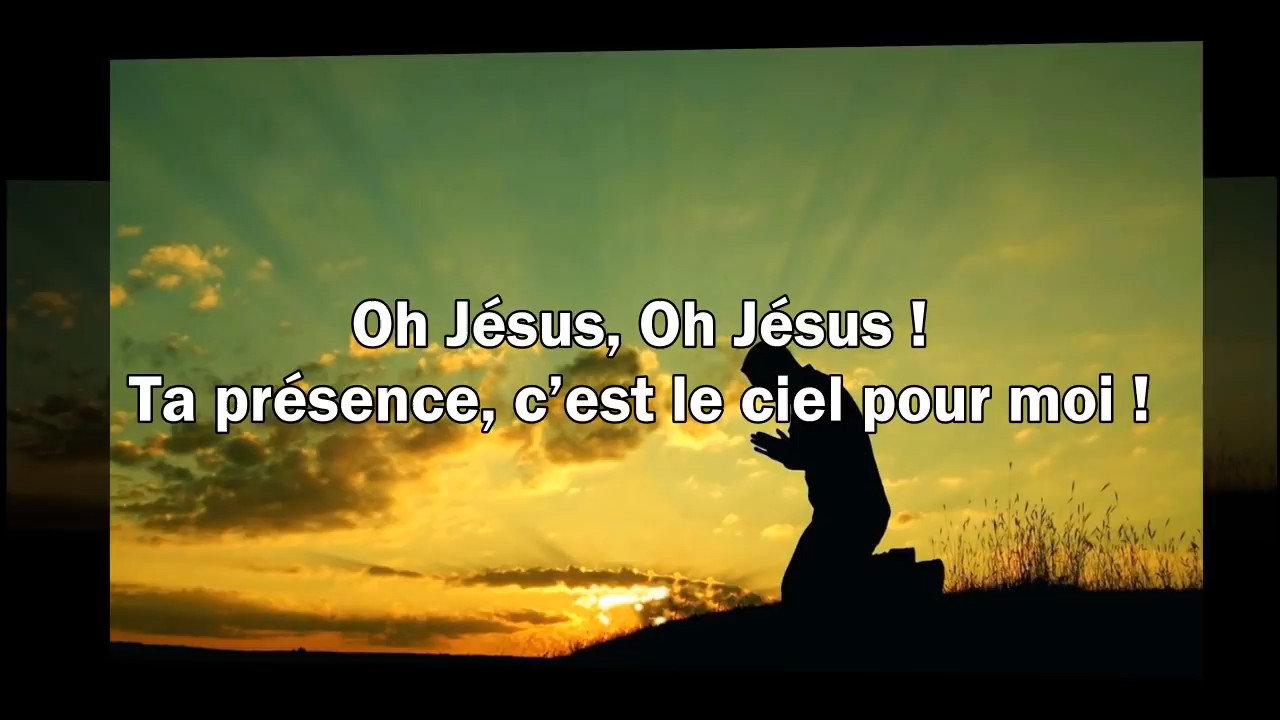 Oh Jésus, Oh Jésus !
Ta présence, c’est le ciel pour moi !